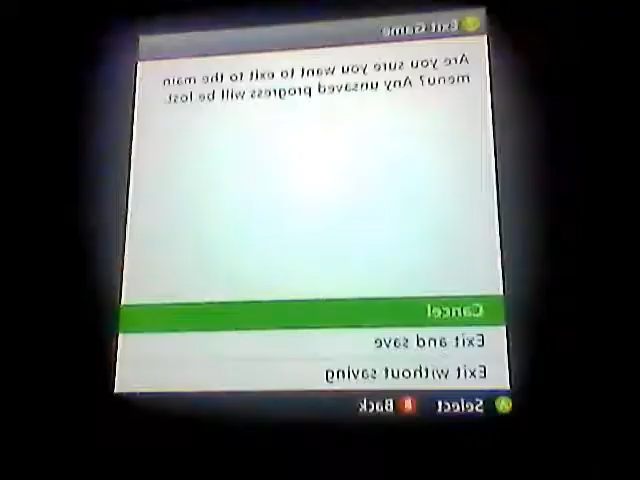 Exit Game
Are you sure you want to exit to the main
menu? Any unsaved progress will be lost.
Cancel
Exit and save
Exit without saving
A Select B Back